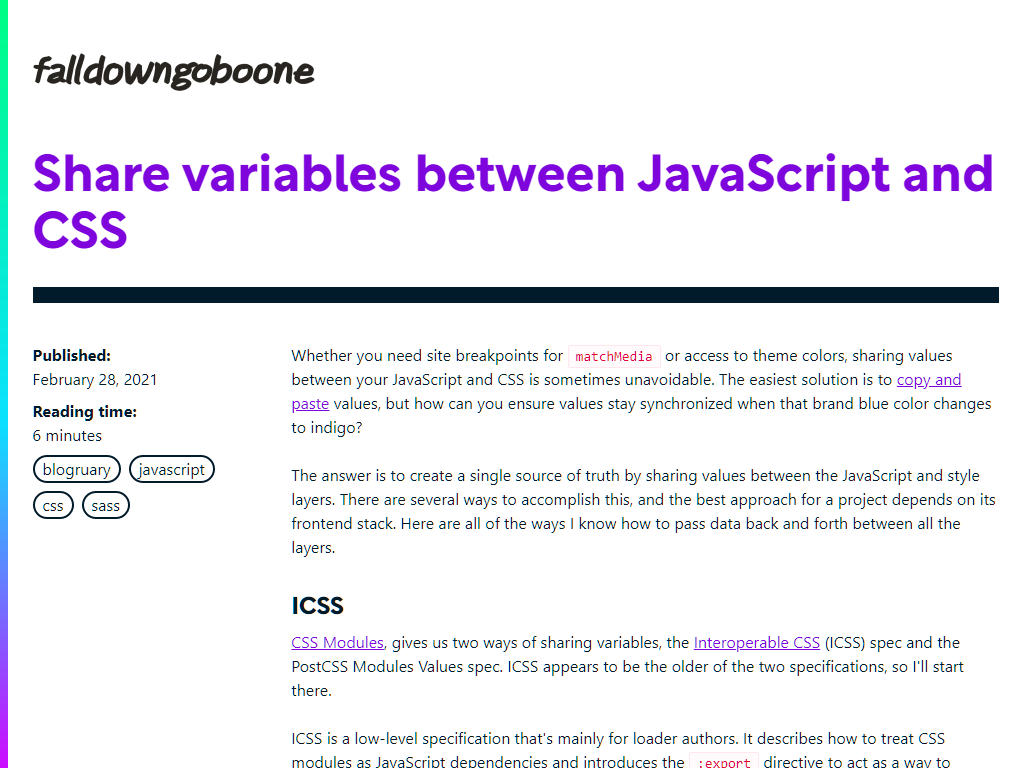 falldowngoboone
Share variables between JavaScript and
CSS
Published:
February 28, 2021
Reading time:
6 minutes
blogruary javascript
css sass
Whether you need site breakpoints for matchMedia or access to theme colors, sharing values
between your JavaScript and CSS is sometimes unavoidable. The easiest solution is to copy and
paste values, but how can you ensure values stay synchronized when that brand blue color changes
to indigo?
The answer is to create a single source of truth by sharing values between the JavaScript and style
layers. There are several ways to accomplish this, and the best approach for a project depends on its
frontend stack. Here are all of the ways I know how to pass data back and forth between all the
layers.
ICSS
CSS Modules, gives us two ways of sharing variables, the Interoperable CSS (ICSS) spec and the
PostCSS Modules Values spec. ICSS appears to be the older of the two specifications, so I'll start
there.
ICSS is a low-level specification that's mainly for loader authors. It describes how to treat CSS
modules as JavaScript dependencies and introduces the :export directive to act as a way to